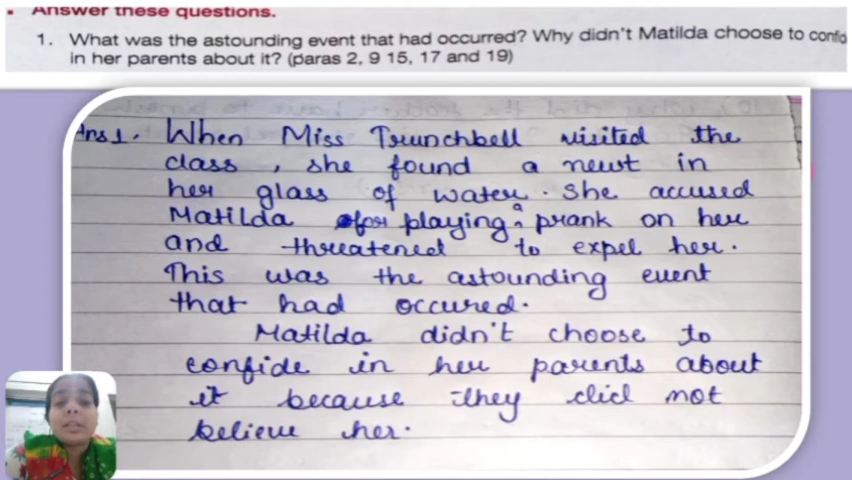 Answer these questions.
1. What was the astounding event that had occurred? Why didn't Matilda choose to confid
in her parents about it? (paras 2, 9 15, 17 and 19)
Ans 1. When Miss Trunchbell visited the
class, she found a newt in
her glass of water. She accused
Matilda for playing a prank on her
and threatened to expel her.
This was the astounding event
that had occured.
Matilda didn't choose to
confide in her parents about
it because they did not
believe her.